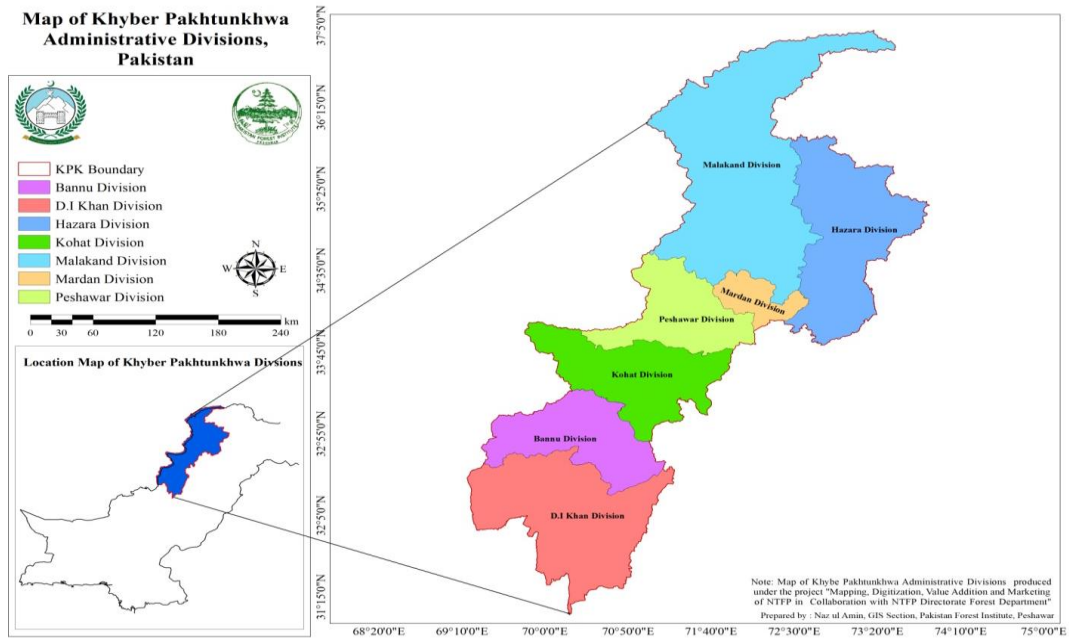 Map of Khyber Pakhtunkhwa
Administrative Divisions,
Pakistan
KPK Boundary
Bannu Division
D.I Khan Division
Hazara Division
Kohat Division
Malakand Division
Mardan Division
Peshawar Division
N
W
E
S
km
0 30 60 120 180 240
Location Map of Khyber Pakhtunkhwa Divsions
37°5'0"N
36°15'0"N
35°25'0"N
34°35'0"N
33°45'0"N
32°55'0"N
32°5'0"N
31°15'0"N
Malakand Division
Hazara Division
Mardan Division
Peshawar Division
Kohat Division
Bannu Division
D.I Khan Division
Note: Map of Khybe Pakhtunkhwa Administrative Divisions produced
under the project "Mapping, Digitization, Value Addition and Marketing
of NTFP in Collaboration with NTFP Directorate Forest Department"
Prepared by : Naz ul Amin, GIS Section, Pakistan Forest Institute, Peshawar
68°20'0"E 69°10'0"E 70°0'0"E 70°50'0"E 71°40'0"E 72°30'0"E 73°20'0"E 74°10'0"E 75°0'0"E